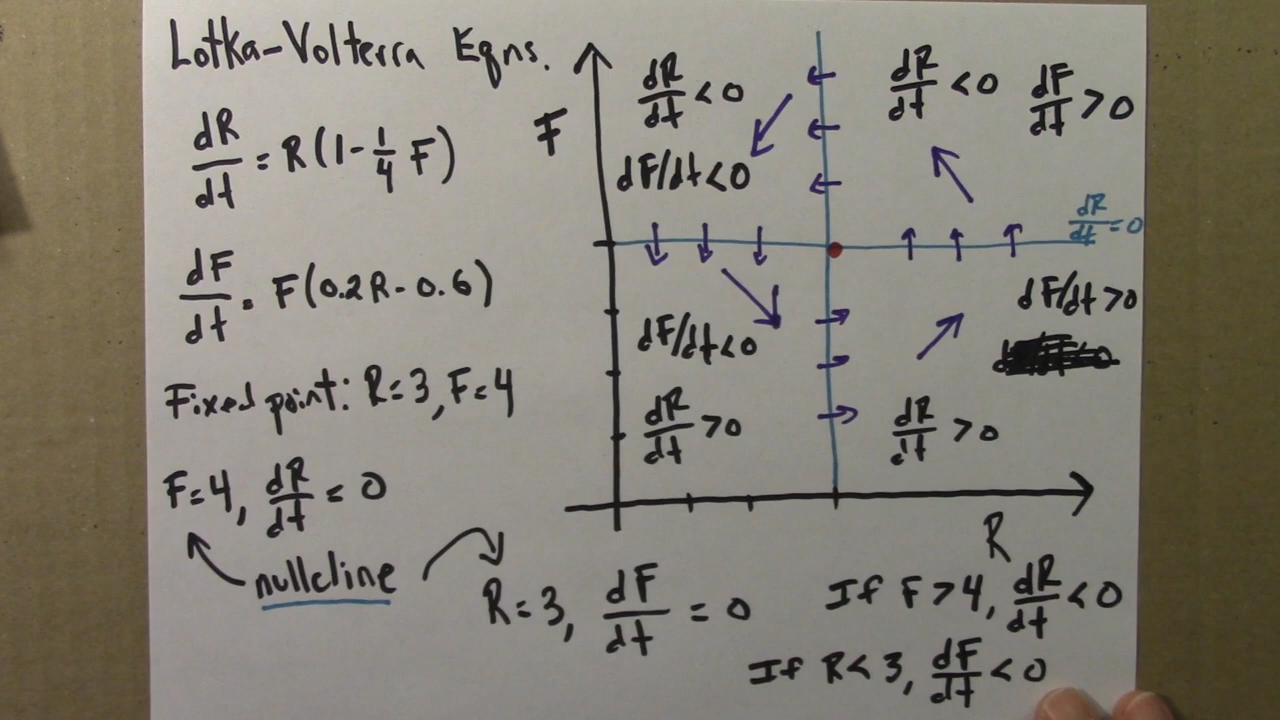 Lotka-Volterra Eqns.
dR/dt = R(1-1/4 F)
dF/dt = F(0.2R-0.6)
Fixed point: R=3, F=4
F=4, dR/dt = 0
nullcline
R=3, dF/dt = 0
F
dR/dt <0
dF/dt<0
dR/dt <0
dF/dt >0
dR/dt =0
dF/dt<0
dR/dt >0
dF/dt>0
dR/dt >0
R
If F>4, dR/dt <0
If R<3, dF/dt <0